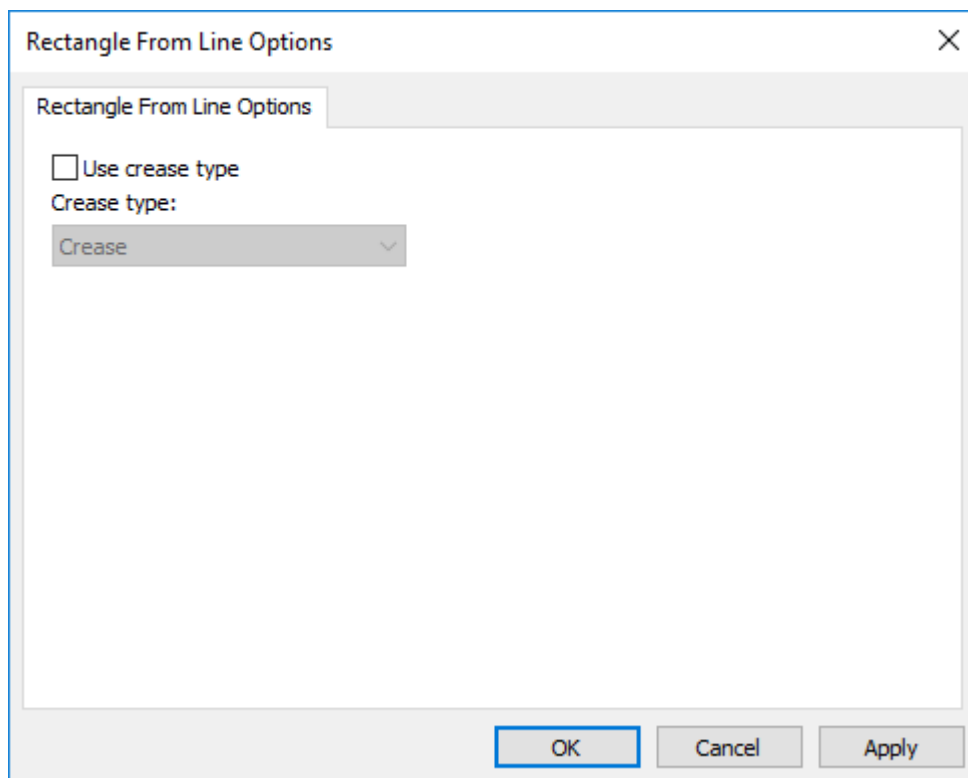 Rectangle From Line Options
Rectangle From Line Options
Use crease type
Crease type:
Crease
OK Cancel Apply